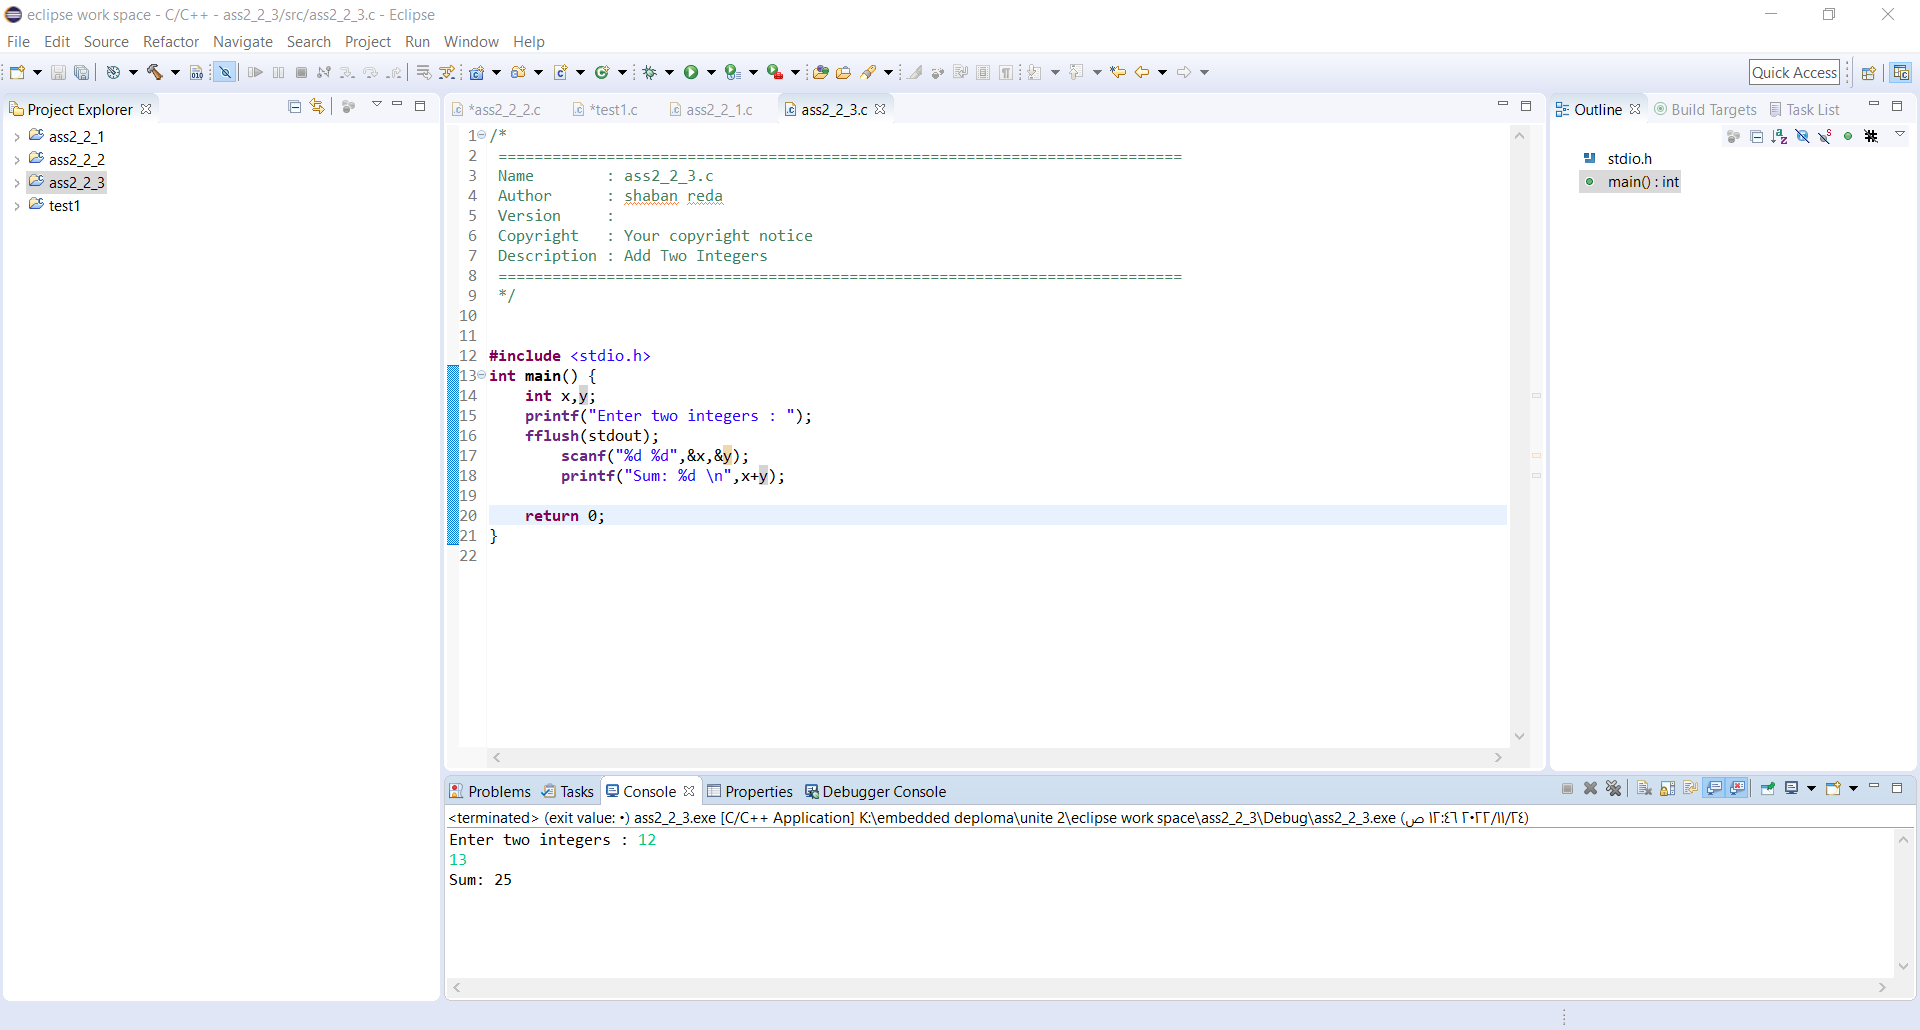 eclipse work space - C/C++ - ass2_2_3/src/ass2_2_3.c - Eclipse
File Edit Source Refactor Navigate Search Project Run Window Help
Quick Access
Project Explorer
ass2_2_1
ass2_2_2
ass2_2_3
test1
*ass2_2_2.c *test1.c ass2_2_1.c ass2_2_3.c
1 /*
2 ============================================================================
3 Name        : ass2_2_3.c
4 Author      : shaban reda
5 Version     :
6 Copyright   : Your copyright notice
7 Description : Add Two Integers
8 ============================================================================
9 */
10
11
12 #include <stdio.h>
13 int main() {
14     int x,y;
15     printf("Enter two integers : ");
16     fflush(stdout);
17         scanf("%d %d",&x,&y);
18         printf("Sum: %d \n",x+y);
19
20     return 0;
21 }
22
Outline Build Targets Task List
stdio.h
main() : int
Problems Tasks Console Properties Debugger Console
<terminated> (exit value: ٠) ass2_2_3.exe [C/C++ Application] K:\embedded deploma\unite 2\eclipse work space\ass2_2_3\Debug\ass2_2_3.exe (ص ١٢:٤٦ ٢٠٢٢/١١/٢٤)
Enter two integers : 12
13
Sum: 25